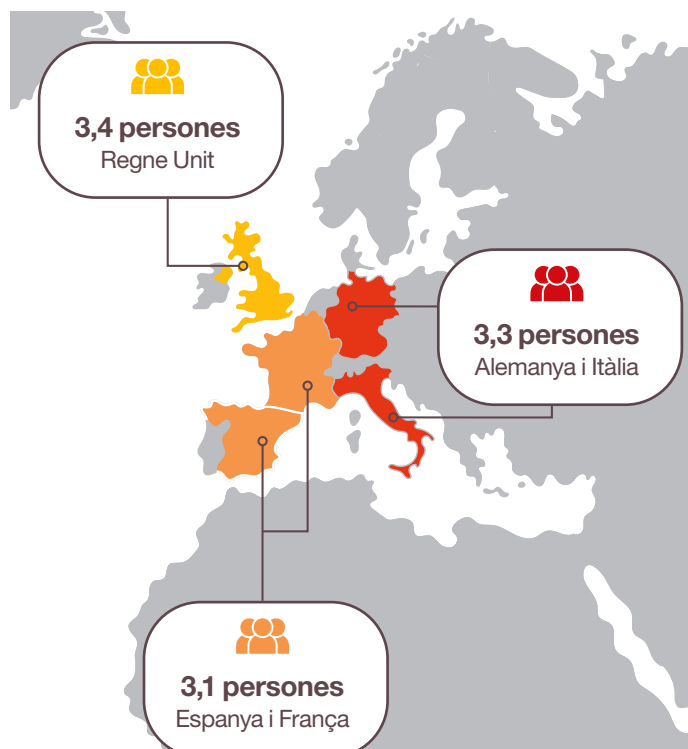 3,4 persones
Regne Unit
3,3 persones
Alemanya i Itàlia
3,1 persones
Espanya i França